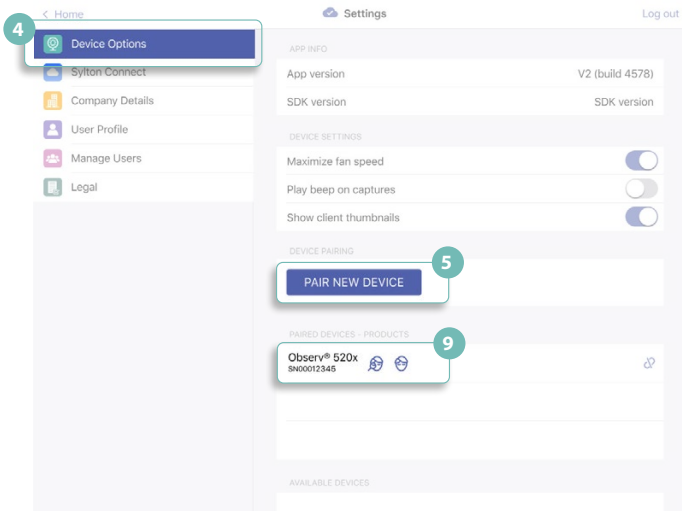 < Home
Settings
Log out
4
Device Options
Sylton Connect
Company Details
User Profile
Manage Users
Legal
APP INFO
App version V2 (build 4578)
SDK version SDK version
DEVICE SETTINGS
Maximize fan speed
Play beep on captures
Show client thumbnails
DEVICE PAIRING
5
PAIR NEW DEVICE
PAIRED DEVICES - PRODUCTS
9
Observ® 520x
SN00012345
AVAILABLE DEVICES